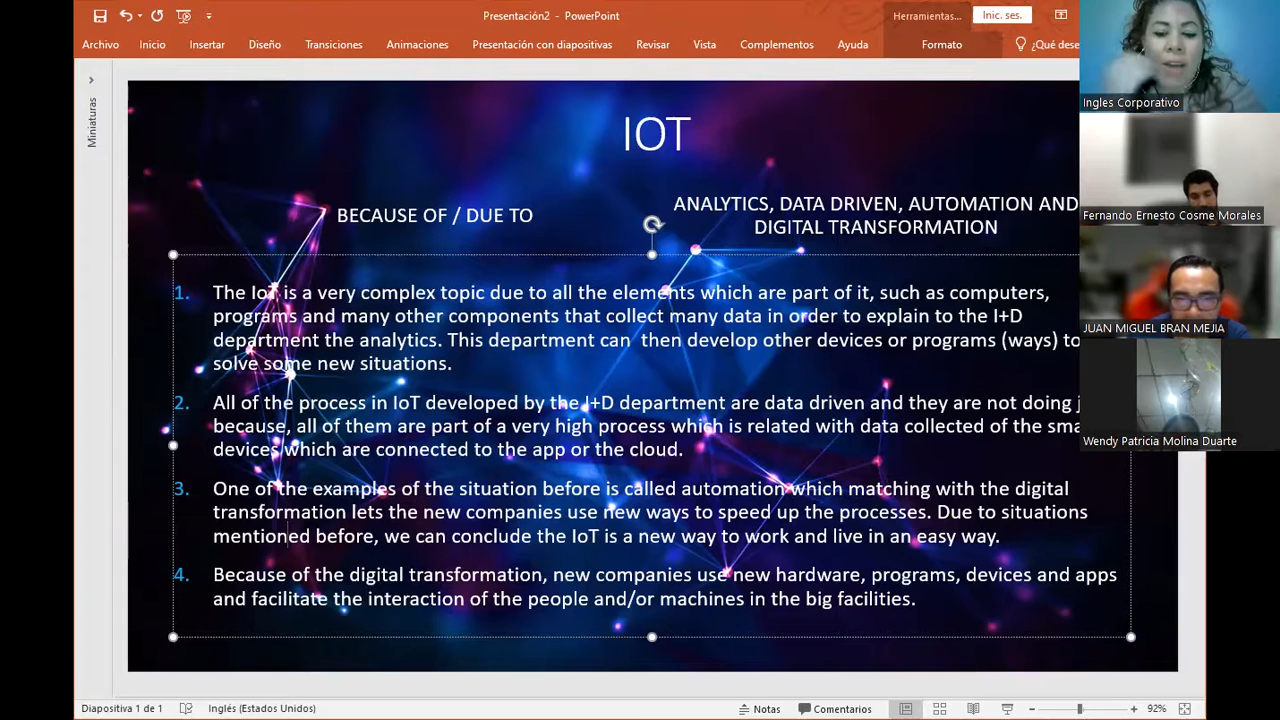 Presentación2 - PowerPoint
Herramientas...
Inic. ses.
Archivo Inicio Insertar Diseño Transiciones Animaciones Presentación con diapositivas Revisar Vista Complementos Ayuda Formato ¿Qué dese
Miniaturas
IOT
BECAUSE OF / DUE TO
ANALYTICS, DATA DRIVEN, AUTOMATION AND
DIGITAL TRANSFORMATION
1. The IoT is a very complex topic due to all the elements which are part of it, such as computers,
programs and many other components that collect many data in order to explain to the I+D
department the analytics. This department can then develop other devices or programs (ways) to
solve some new situations.
2. All of the process in IoT developed by the I+D department are data driven and they are not doing j
because, all of them are part of a very high process which is related with data collected of the sma
devices which are connected to the app or the cloud.
3. One of the examples of the situation before is called automation which matching with the digital
transformation lets the new companies use new ways to speed up the processes. Due to situations
mentioned before, we can conclude the IoT is a new way to work and live in an easy way.
4. Because of the digital transformation, new companies use new hardware, programs, devices and apps
and facilitate the interaction of the people and/or machines in the big facilities.
Ingles Corporativo
Fernando Ernesto Cosme Morales
JUAN MIGUEL BRAN MEJIA
Wendy Patricia Molina Duarte
Diapositiva 1 de 1 Inglés (Estados Unidos) Notas Comentarios 92%